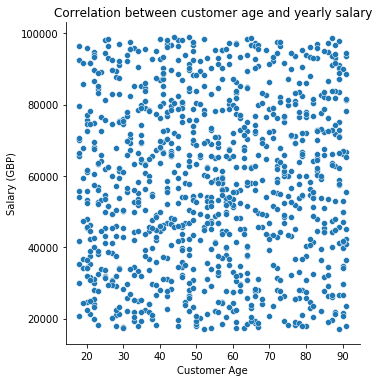 Correlation between customer age and yearly salary
100000
80000
60000
40000
20000
Salary (GBP)
20 30 40 50 60 70 80 90
Customer Age